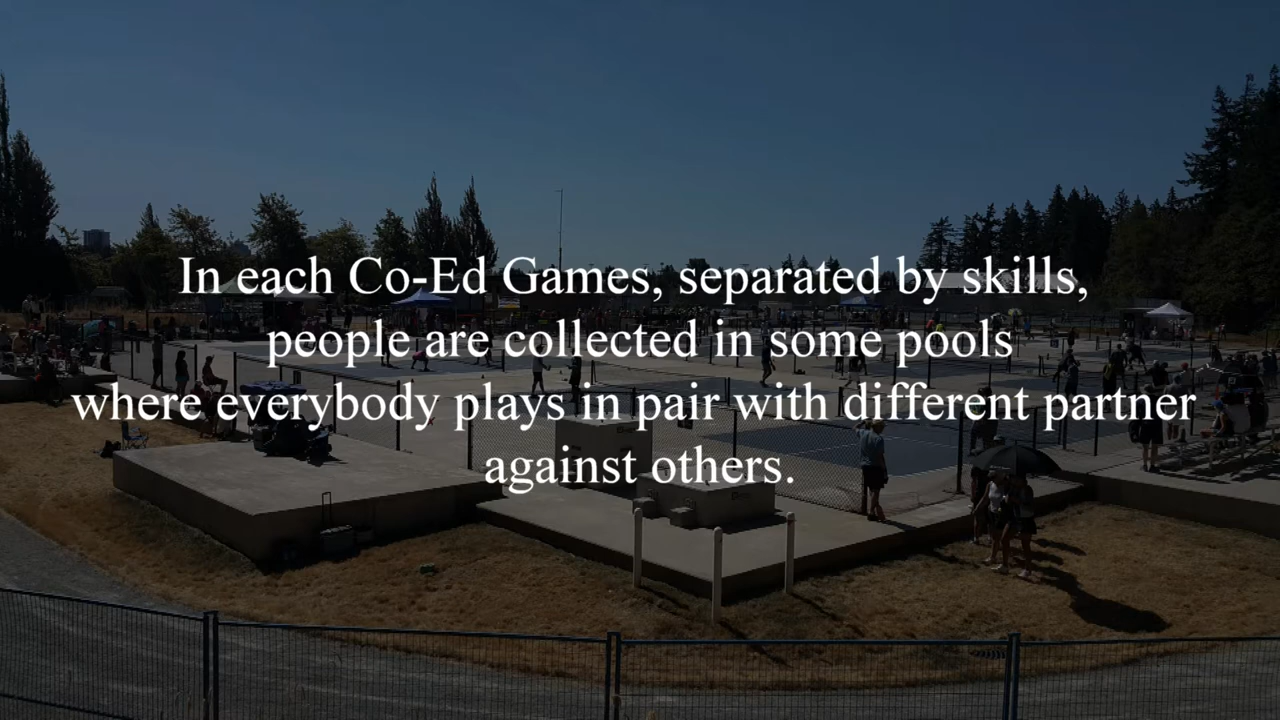 In each Co-Ed Games, separated by skills,
people are collected in some pools
where everybody plays in pair with different partner
against others.